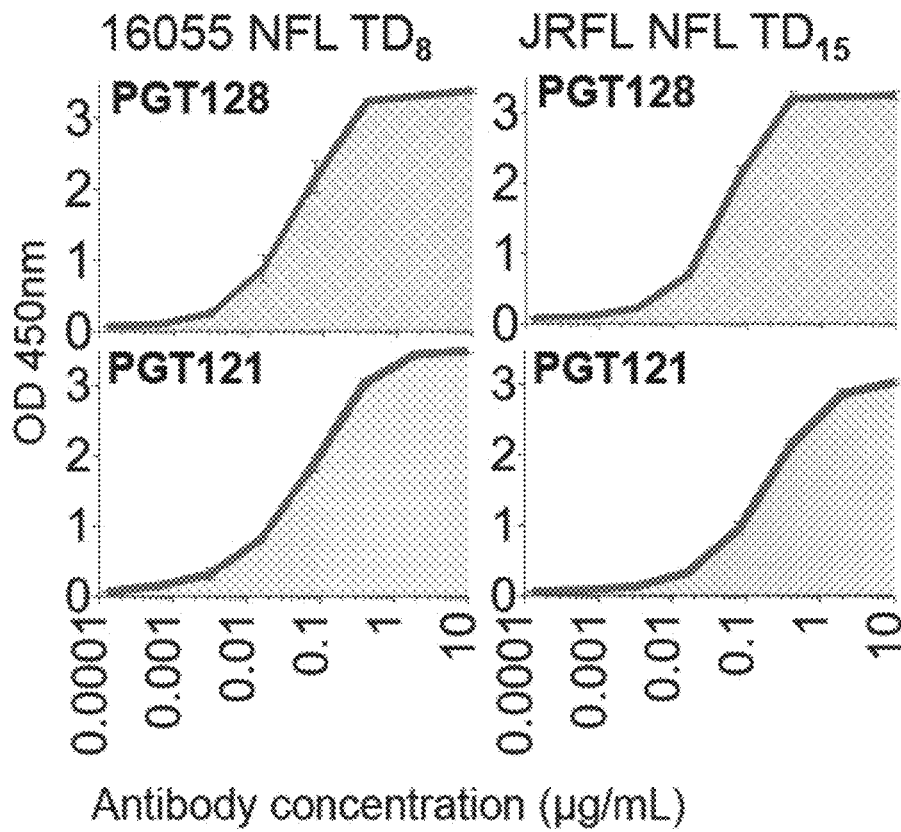 16055 NFL TD₈ JRFL NFL TD₁₅
PGT128 PGT128
3 3
2 2
1 1
0 0
PGT121 PGT121
3 3
2 2
1 1
0 0
OD 450nm
0.0001 0.001 0.01 0.1 1 10 0.0001 0.001 0.01 0.1 1 10
Antibody concentration (µg/mL)